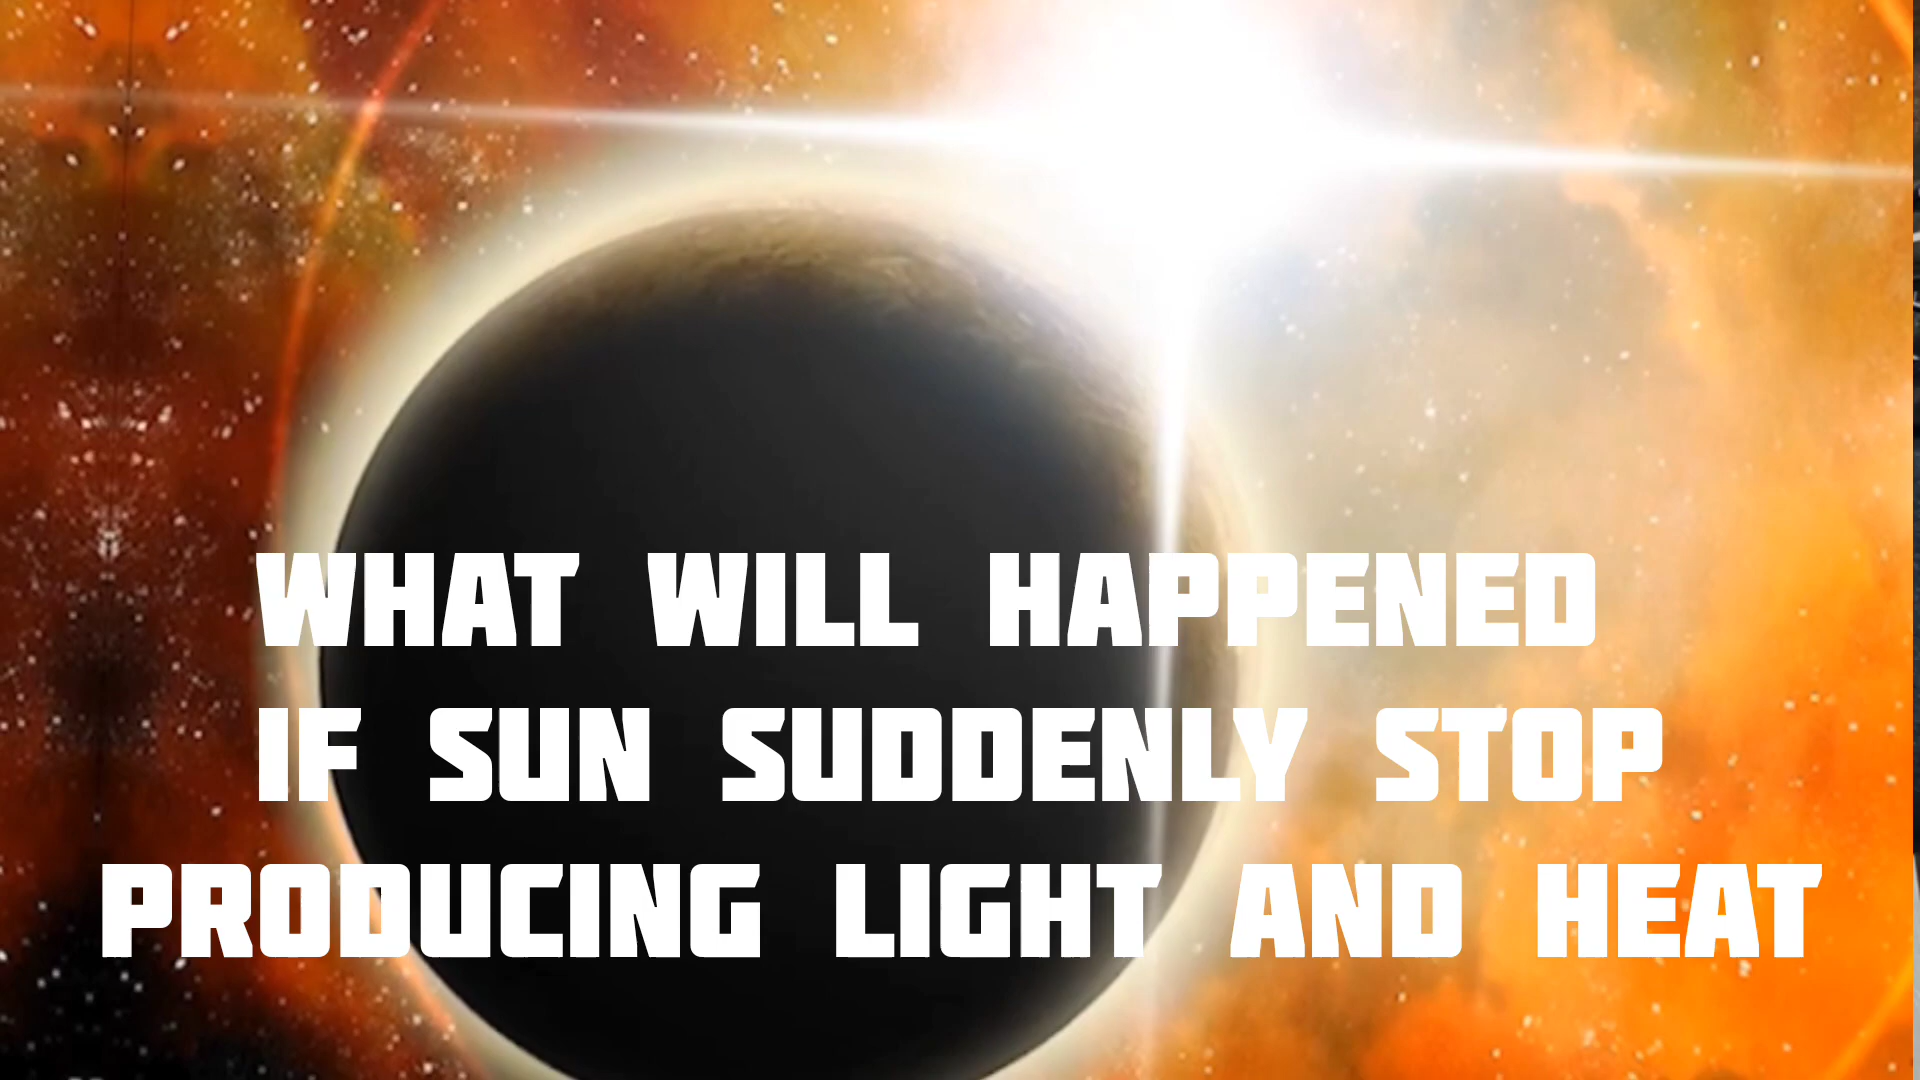 WHAT WILL HAPPENED
IF SUN SUDDENLY STOP
PRODUCING LIGHT AND HEAT